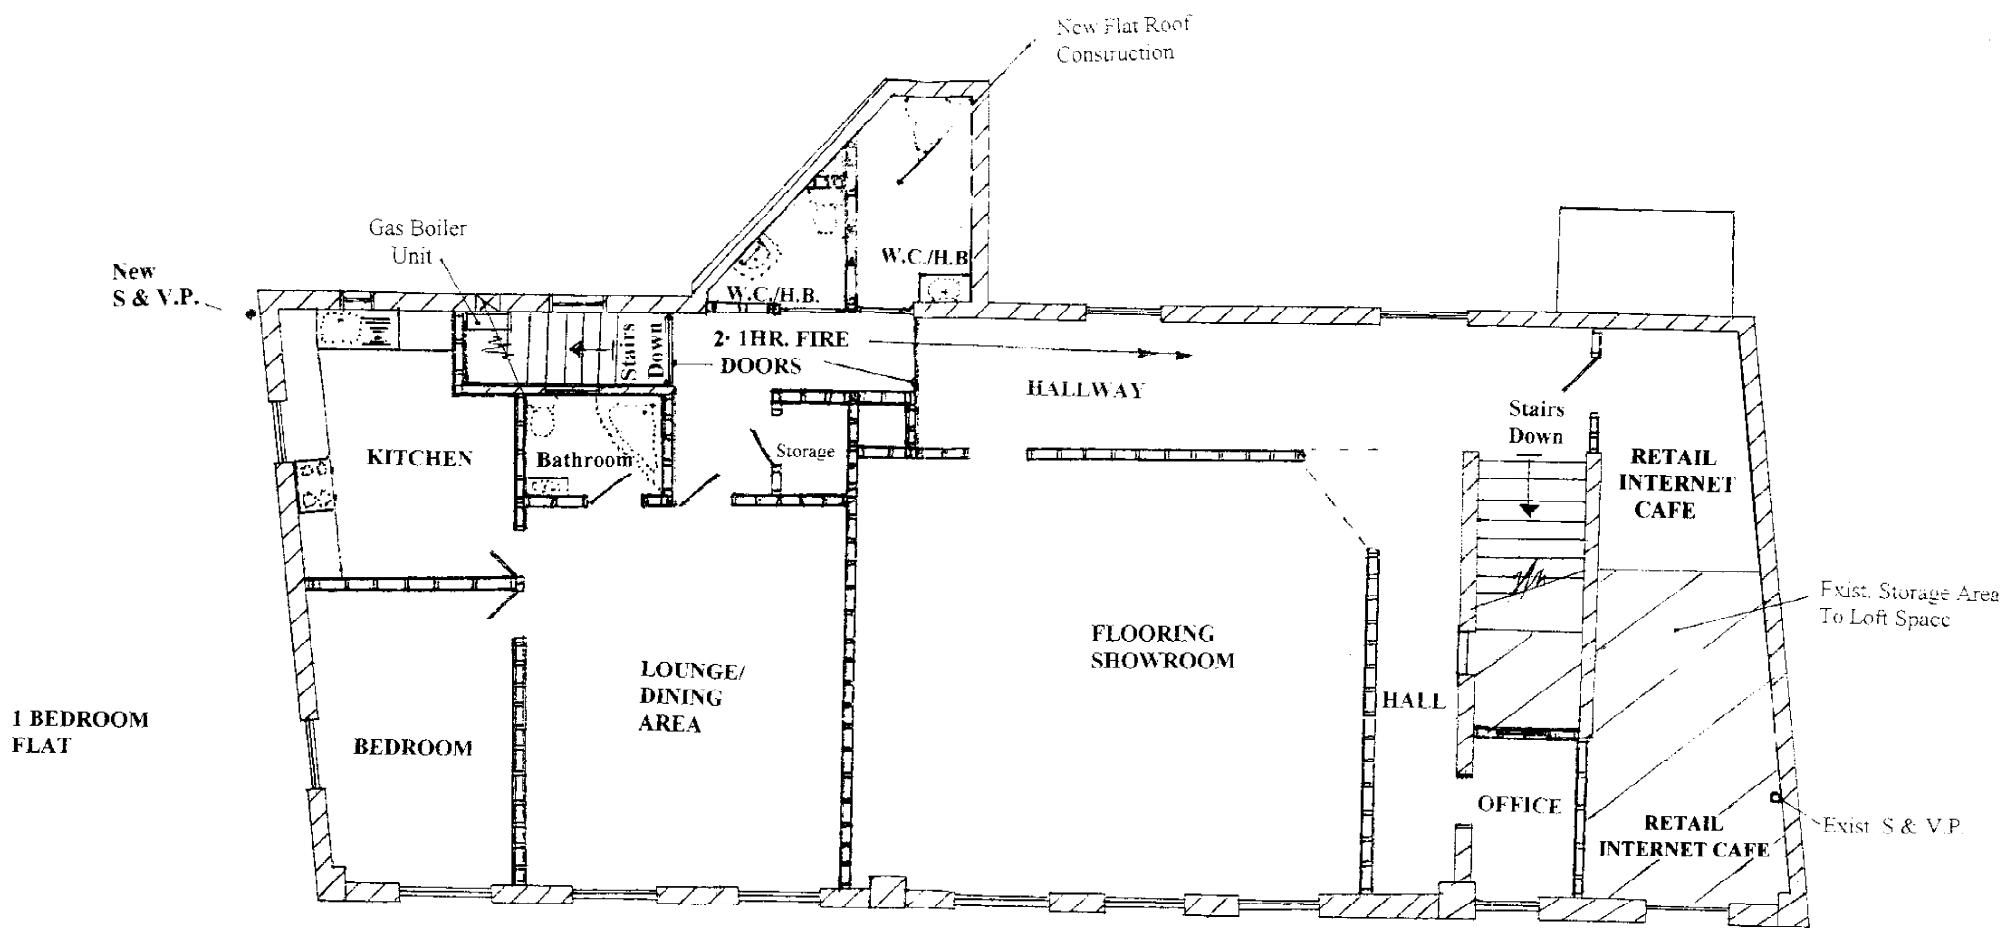 New Flat Roof
Construction
Gas Boiler
Unit
New
S & V.P.
W.C./H.B
W.C./H.B.
Stairs
Down
2· 1HR. FIRE
DOORS
HALLWAY
Stairs
Down
KITCHEN
Bathroom
Storage
RETAIL
INTERNET
CAFE
Exist. Storage Area
To Loft Space
FLOORING
SHOWROOM
LOUNGE/
DINING
AREA
HALL
1 BEDROOM
FLAT
BEDROOM
OFFICE
RETAIL
INTERNET CAFE
Exist. S & V.P.